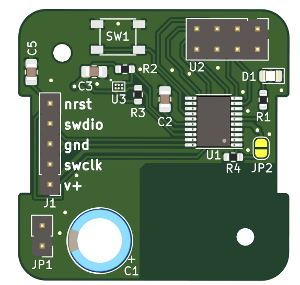 SW1
C5
U2
R2
D1
C3
U3
R3
C2
R1
nrst
swdio
gnd
swclk
v+
U1
R4
JP2
J1
JP1
+
C1